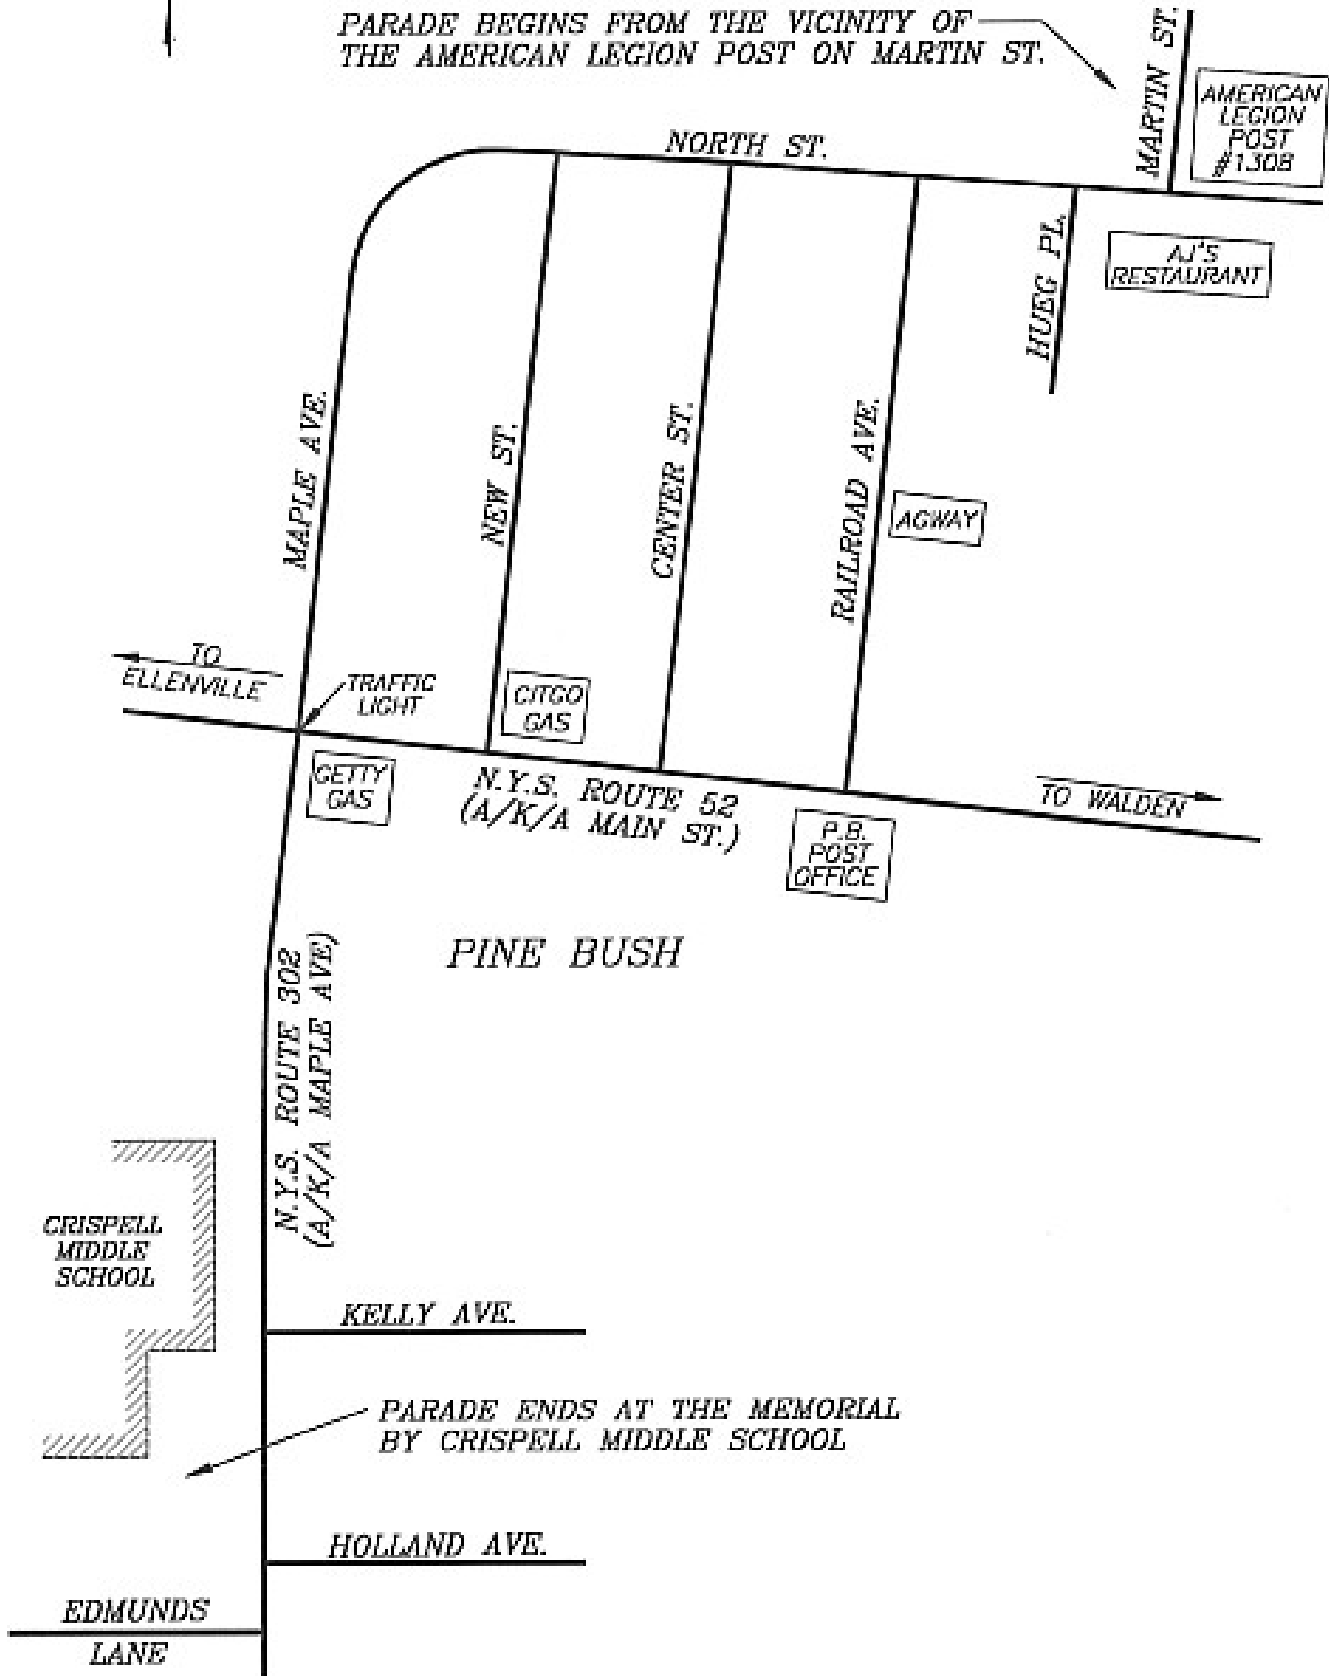 PARADE BEGINS FROM THE VICINITY OF
THE AMERICAN LEGION POST ON MARTIN ST.
MARTIN ST.
AMERICAN
LEGION
POST
#1308
NORTH ST.
HUEG PL.
AJ'S
RESTAURANT
MAPLE AVE.
NEW ST.
CENTER ST.
RAILROAD AVE.
AGWAY
TO
ELLENVILLE
TRAFFIC
LIGHT
CITGO
GAS
GETTY
GAS
N.Y.S. ROUTE 52
(A/K/A MAIN ST.)
TO WALDEN
P.B.
POST
OFFICE
PINE BUSH
N.Y.S. ROUTE 302
(A/K/A MAPLE AVE)
CRISPELL
MIDDLE
SCHOOL
KELLY AVE.
PARADE ENDS AT THE MEMORIAL
BY CRISPELL MIDDLE SCHOOL
HOLLAND AVE.
EDMUNDS
LANE